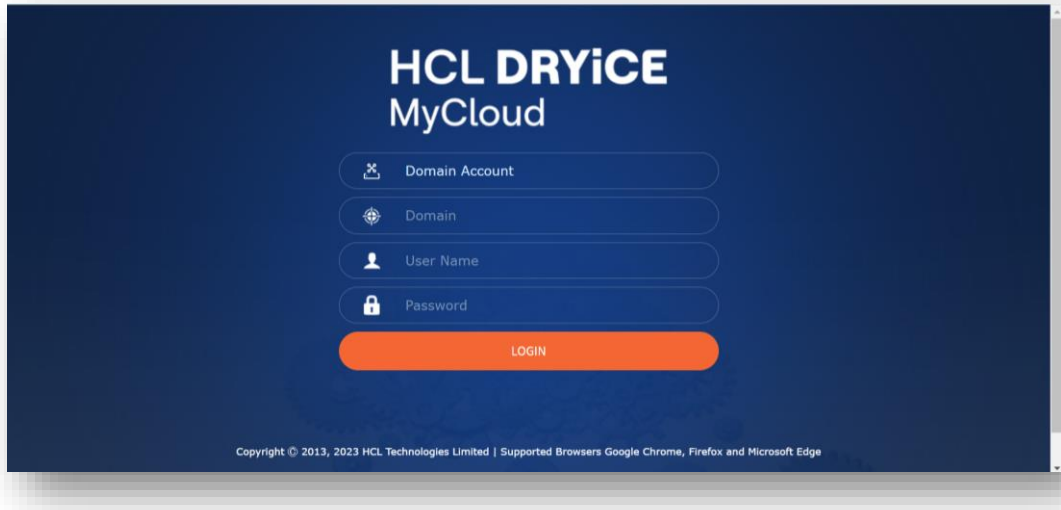 HCL DRYiCE
MyCloud
Domain Account
Domain
User Name
Password
LOGIN
Copyright © 2013, 2023 HCL Technologies Limited | Supported Browsers Google Chrome, Firefox and Microsoft Edge